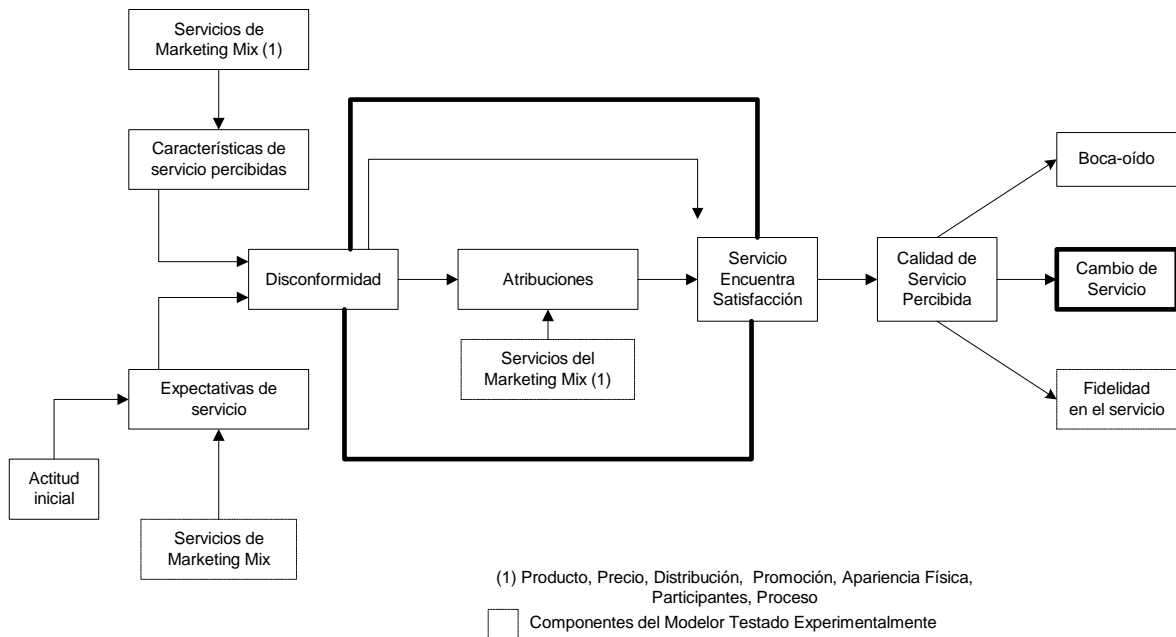 Servicios de
Marketing Mix (1)
Características de
servicio percibidas
Disconformidad
Atribuciones
Servicio
Encuentra
Satisfacción
Calidad de
Servicio
Percibida
Boca-oído
Cambio de
Servicio
Fidelidad
en el servicio
Servicios del
Marketing Mix (1)
Expectativas de
servicio
Actitud
inicial
Servicios de
Marketing Mix
(1) Producto, Precio, Distribución, Promoción, Apariencia Física,
Participantes, Proceso
Componentes del Modelor Testado Experimentalmente